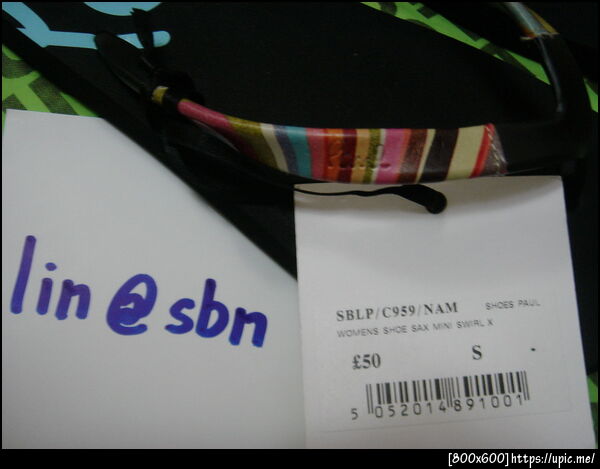 lin@sbn
SBLP/C959/NAM SHOES PAUL
WOMENS SHOE SAX MINI SWIRL X
£50 S -
5 052014 891001
[800x600]https://upic.me/